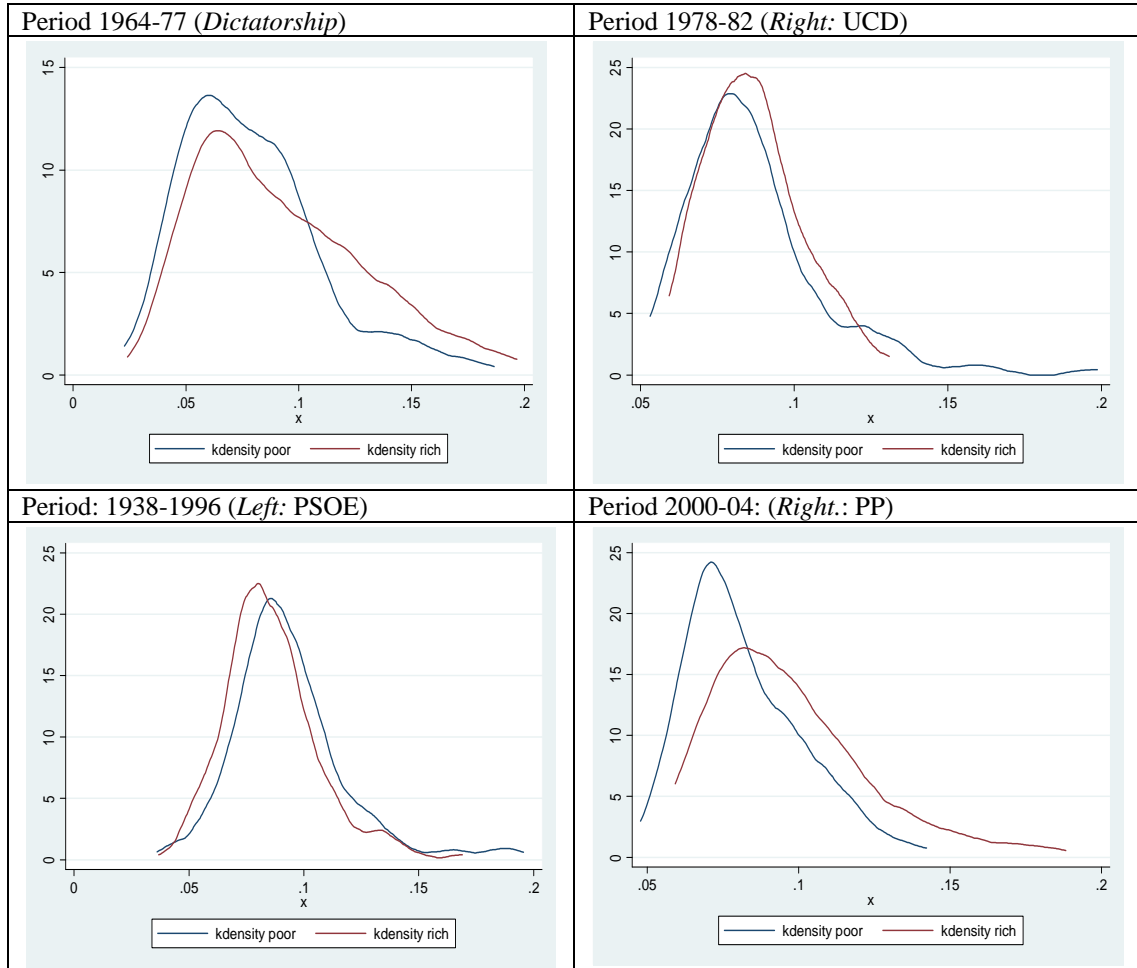 Period 1964-77 (Dictatorship)
Period 1978-82 (Right: UCD)
15
10
5
0
0
.05
.1
.15
.2
x
kdensity poor
kdensity rich
25
20
15
10
5
0
.05
.1
.15
.2
x
kdensity poor
kdensity rich
Period: 1938-1996 (Left: PSOE)
Period 2000-04: (Right.: PP)
25
20
15
10
5
0
0
.05
.1
.15
.2
x
kdensity poor
kdensity rich
25
20
15
10
5
0
.05
.1
.15
.2
x
kdensity poor
kdensity rich